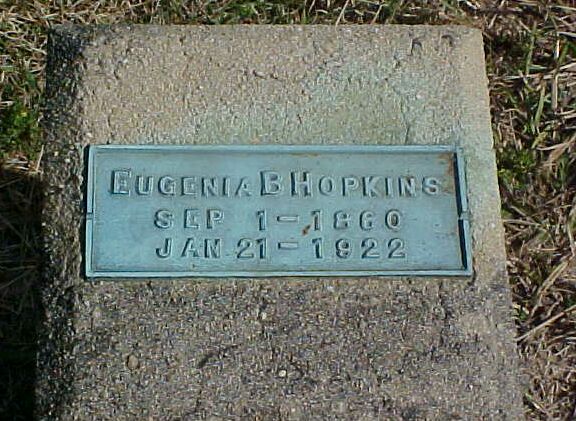 EUGENIA B HOPKINS
SEP 1-1860
JAN 21-1922